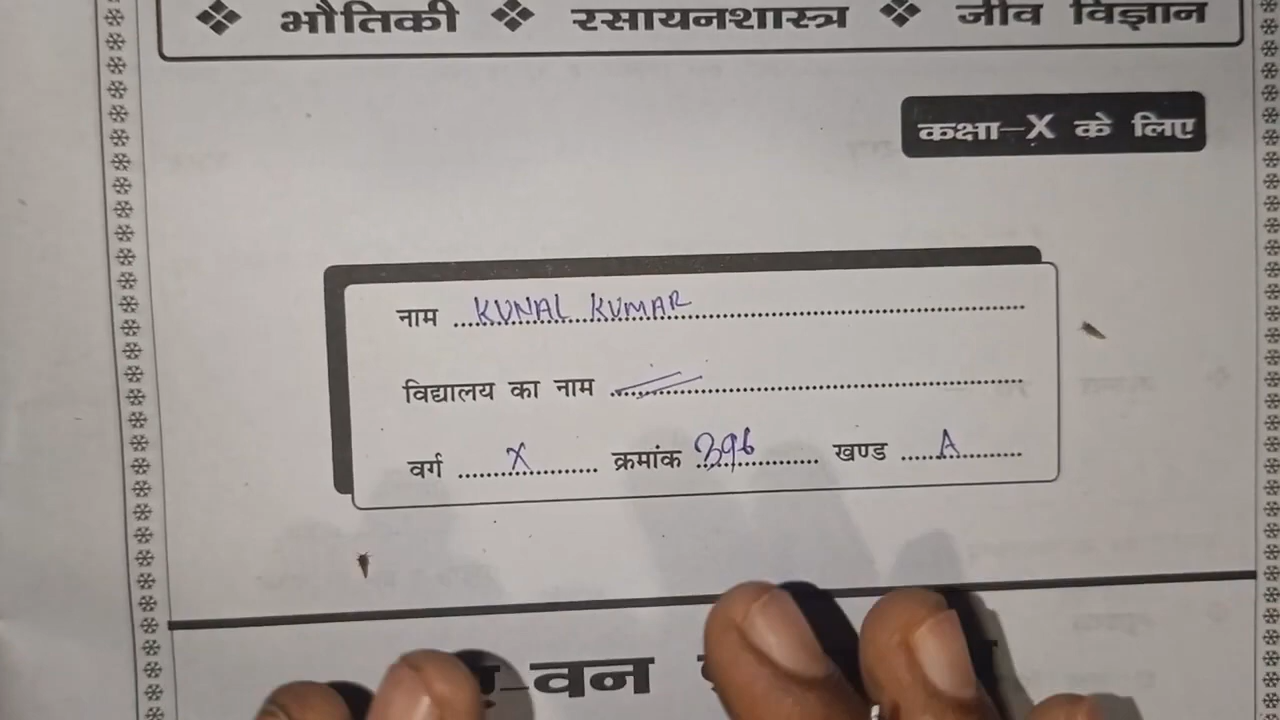 ❖ भौतिकी ❖ रसायनशास्त्र ❖ जीव विज्ञान
कक्षा-X के लिए
नाम KUNAL KUMAR
विद्यालय का नाम
वर्ग X क्रमांक 396 खण्ड A
वन